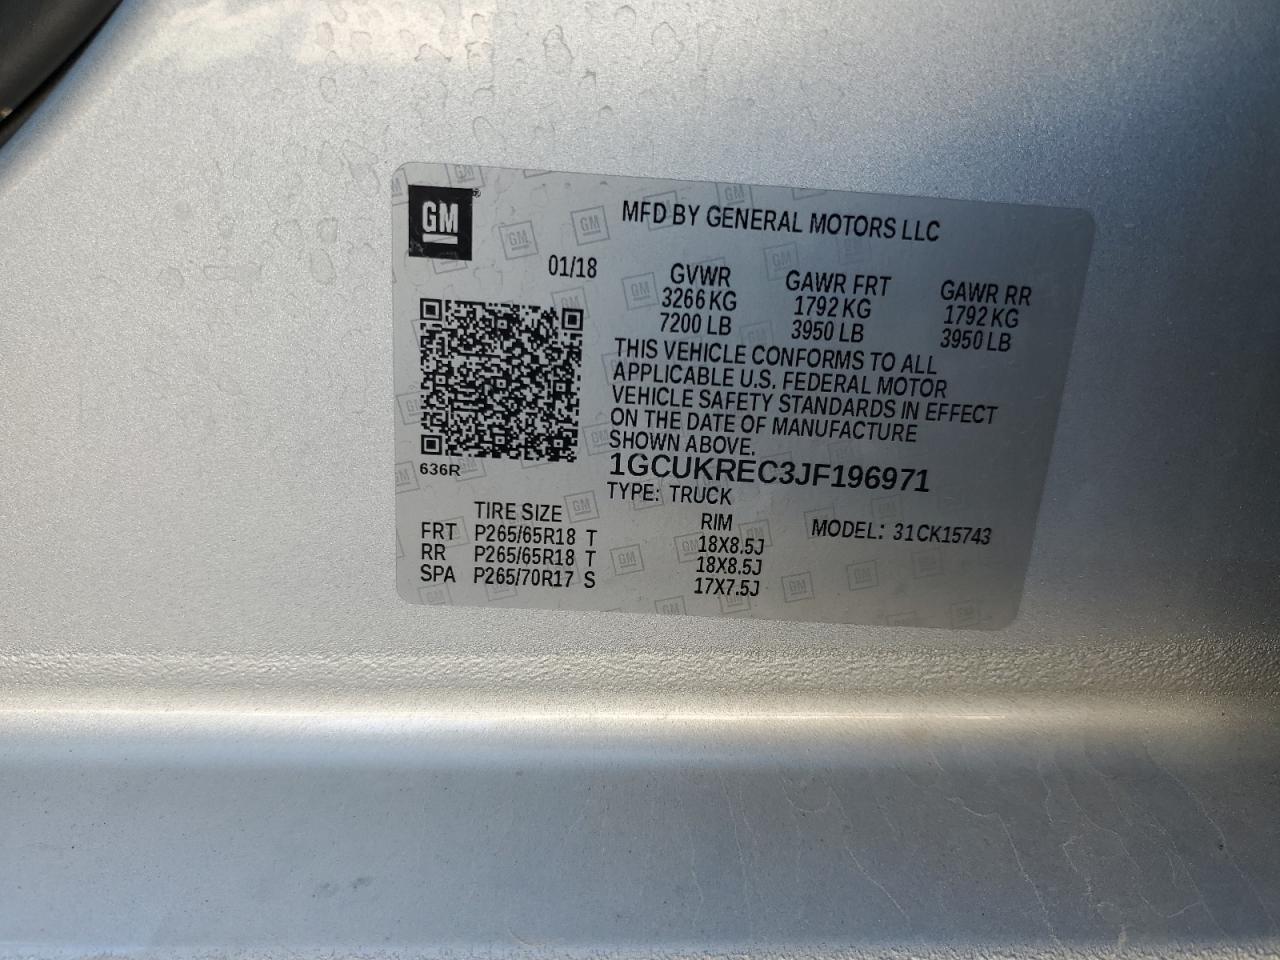 GM
MFD BY GENERAL MOTORS LLC
01/18
GVWR GAWR FRT GAWR RR
3266 KG 1792 KG 1792 KG
7200 LB 3950 LB 3950 LB
THIS VEHICLE CONFORMS TO ALL
APPLICABLE U.S. FEDERAL MOTOR
VEHICLE SAFETY STANDARDS IN EFFECT
ON THE DATE OF MANUFACTURE
SHOWN ABOVE.
636R
1GCUKREC3JF196971
TYPE: TRUCK
MODEL: 31CK15743
TIRE SIZE RIM
FRT P265/65R18 T 18X8.5J
RR P265/65R18 T 18X8.5J
SPA P265/70R17 S 17X7.5J